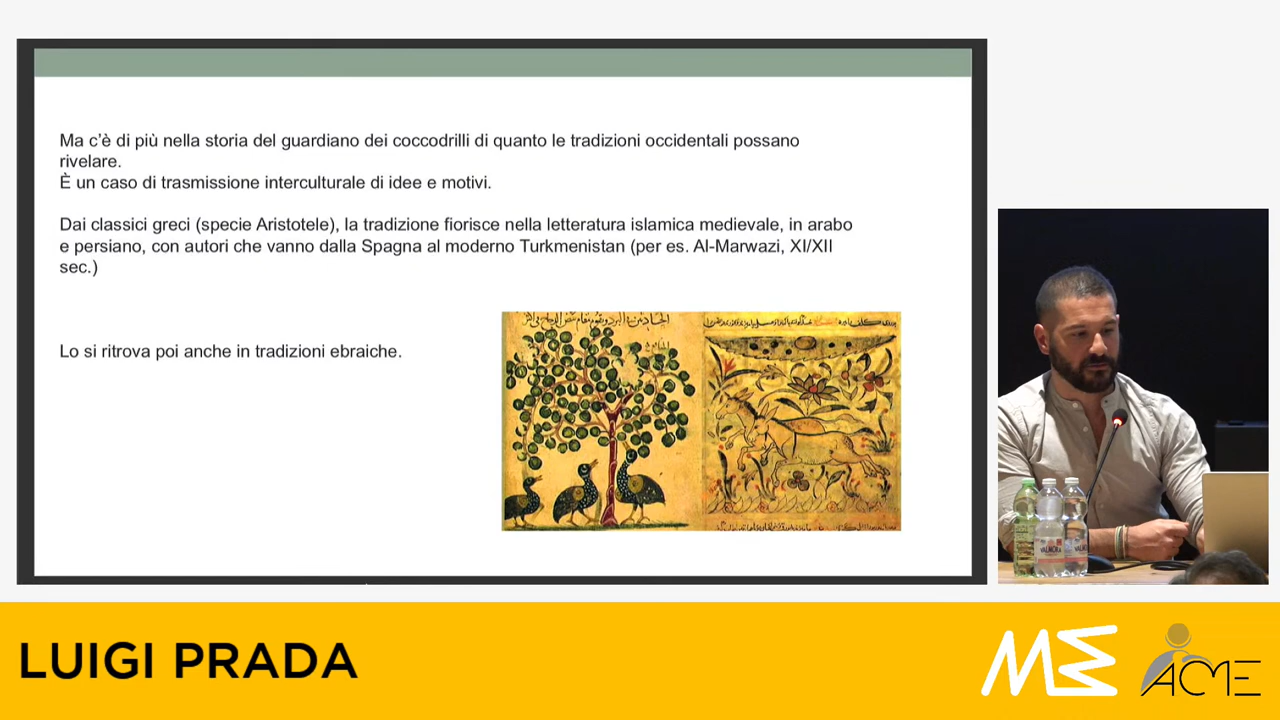 Ma c'è di più nella storia del guardiano dei coccodrilli di quanto le tradizioni occidentali possano
rivelare.
È un caso di trasmissione interculturale di idee e motivi.
Dai classici greci (specie Aristotele), la tradizione fiorisce nella letteratura islamica medievale, in arabo
e persiano, con autori che vanno dalla Spagna al moderno Turkmenistan (per es. Al-Marwazi, XI/XII
sec.)
Lo si ritrova poi anche in tradizioni ebraiche.
LUIGI PRADA
ME
ACME